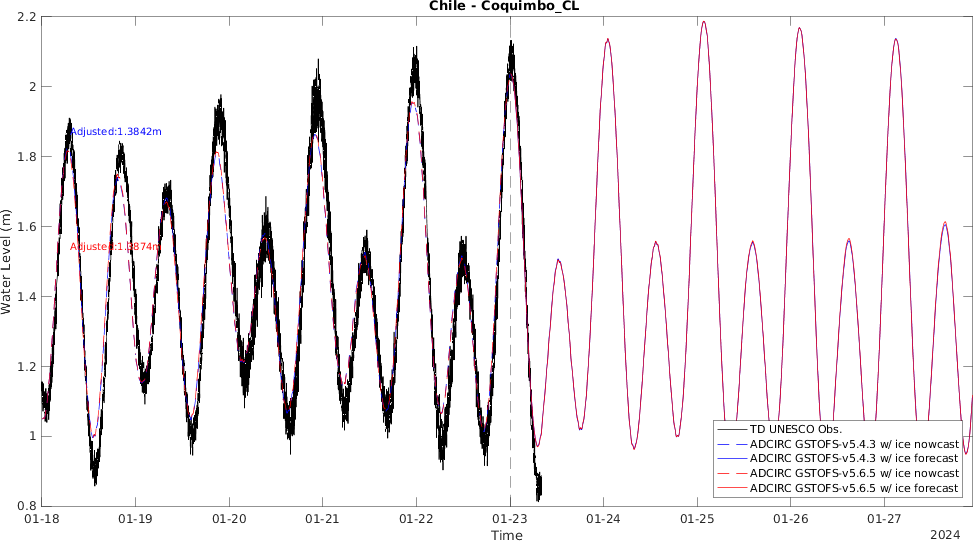 Chile - Coquimbo_CL
2.2
2
1.8
1.6
1.4
1.2
1
0.8
Water Level (m)
Adjusted:1.3842m
Adjusted:1.3874m
TD UNESCO Obs.
ADCIRC GSTOFS-v5.4.3 w/ ice nowcast
ADCIRC GSTOFS-v5.4.3 w/ ice forecast
ADCIRC GSTOFS-v5.6.5 w/ ice nowcast
ADCIRC GSTOFS-v5.6.5 w/ ice forecast
01-18 01-19 01-20 01-21 01-22 01-23 01-24 01-25 01-26 01-27
Time
2024